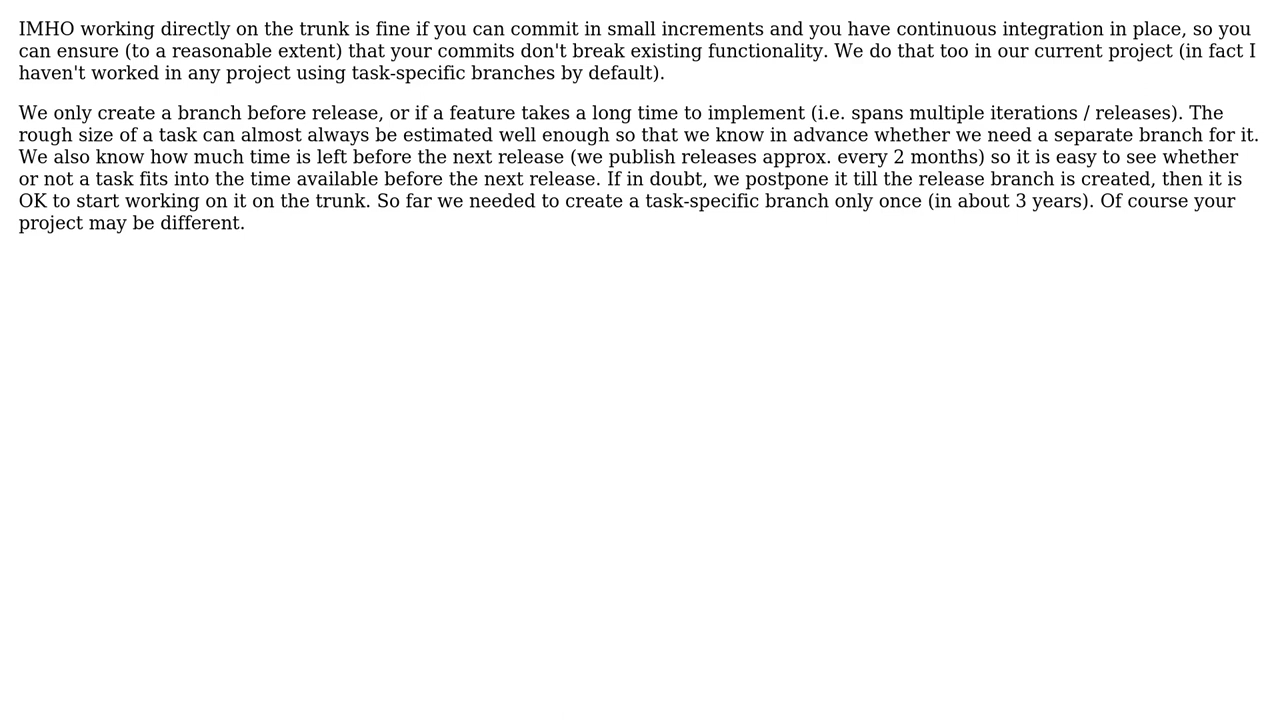 IMHO working directly on the trunk is fine if you can commit in small increments and you have continuous integration in place, so you
can ensure (to a reasonable extent) that your commits don't break existing functionality. We do that too in our current project (in fact I
haven't worked in any project using task-specific branches by default).
We only create a branch before release, or if a feature takes a long time to implement (i.e. spans multiple iterations / releases). The
rough size of a task can almost always be estimated well enough so that we know in advance whether we need a separate branch for it.
We also know how much time is left before the next release (we publish releases approx. every 2 months) so it is easy to see whether
or not a task fits into the time available before the next release. If in doubt, we postpone it till the release branch is created, then it is
OK to start working on it on the trunk. So far we needed to create a task-specific branch only once (in about 3 years). Of course your
project may be different.